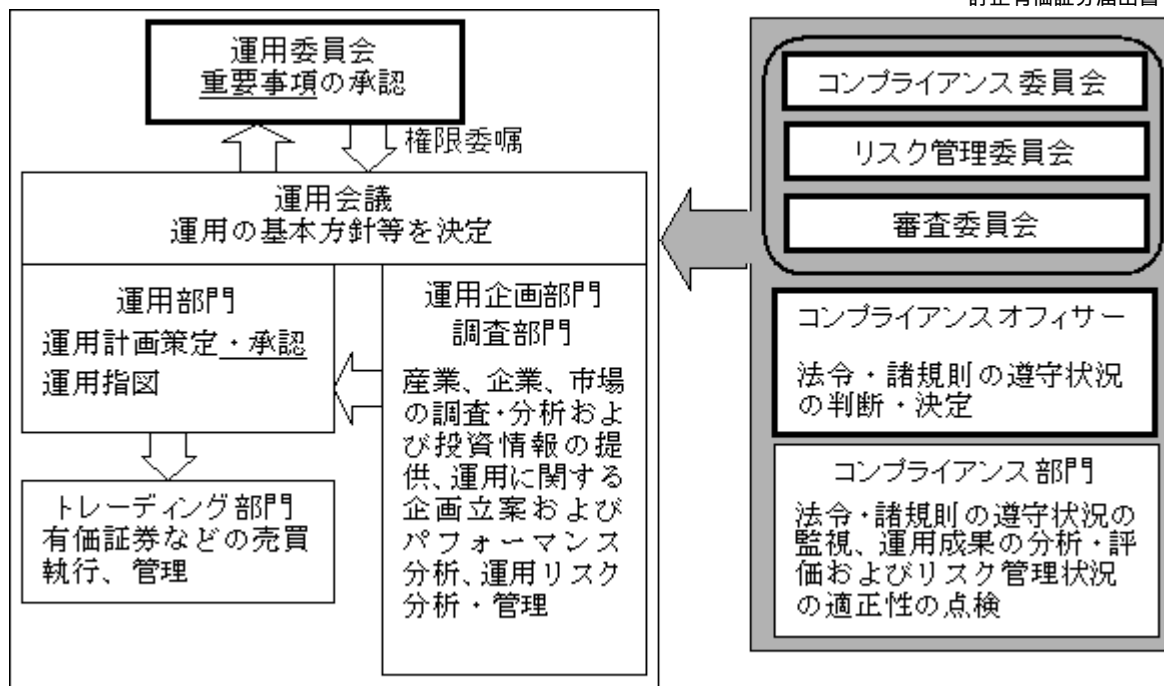 訂正有価証券届出書
運用委員会
重要事項の承認
権限委嘱
運用会議
運用の基本方針等を決定
運用部門
運用計画策定・承認
運用指図
運用企画部門
調査部門
産業、企業、市場
の調査・分析およ
び投資情報の提
供、運用に関する
企画立案および
パフォーマンス
分析、運用リスク
分析・管理
トレーディング部門
有価証券などの売買
執行、管理
コンプライアンス委員会
リスク管理委員会
審査委員会
コンプライアンスオフィサー
法令・諸規則の遵守状況
の判断・決定
コンプライアンス部門
法令・諸規則の遵守状況の
監視、運用成果の分析・評
価およびリスク管理状況
の適正性の点検